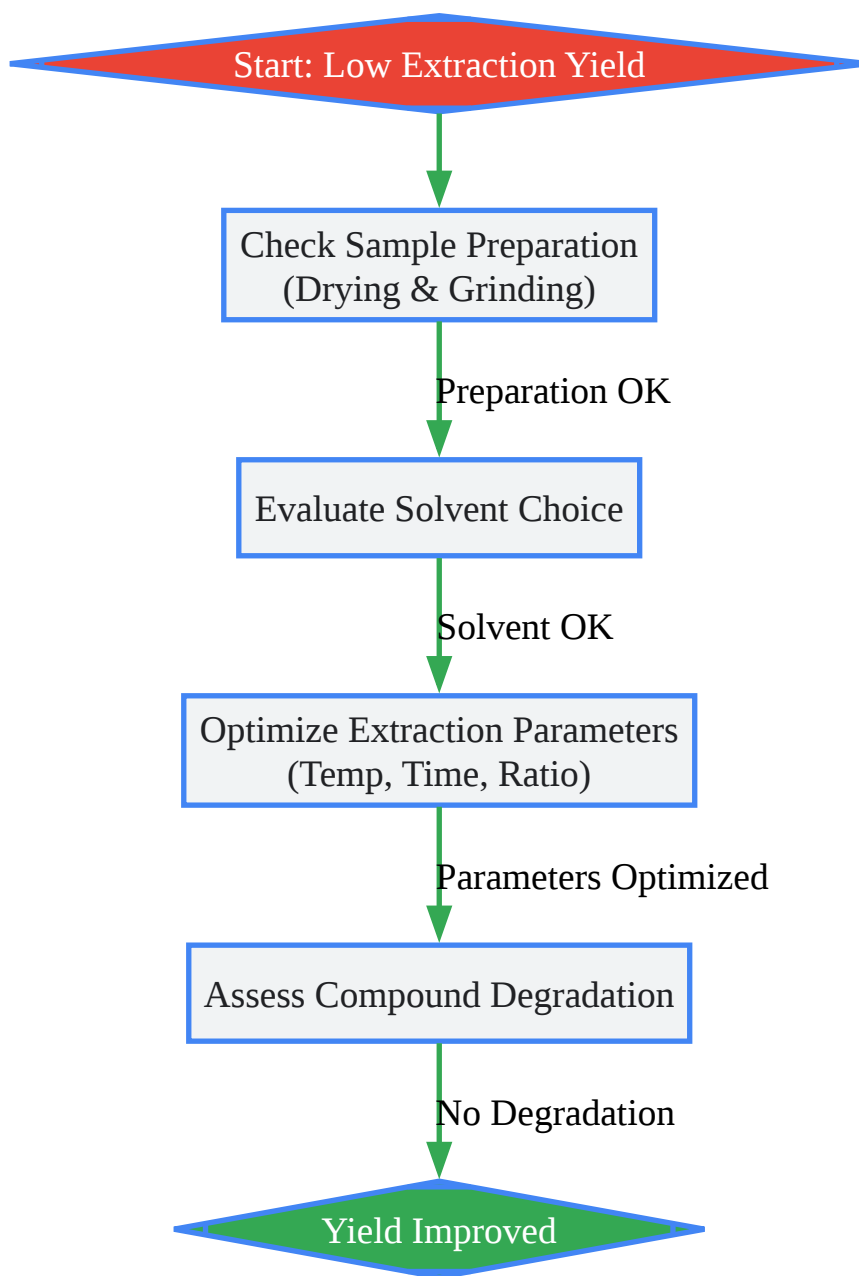 Start: Low Extraction Yield
Check Sample Preparation
(Drying & Grinding)
Preparation OK
Evaluate Solvent Choice
Solvent OK
Optimize Extraction Parameters
(Temp, Time, Ratio)
Parameters Optimized
Assess Compound Degradation
No Degradation
Yield Improved